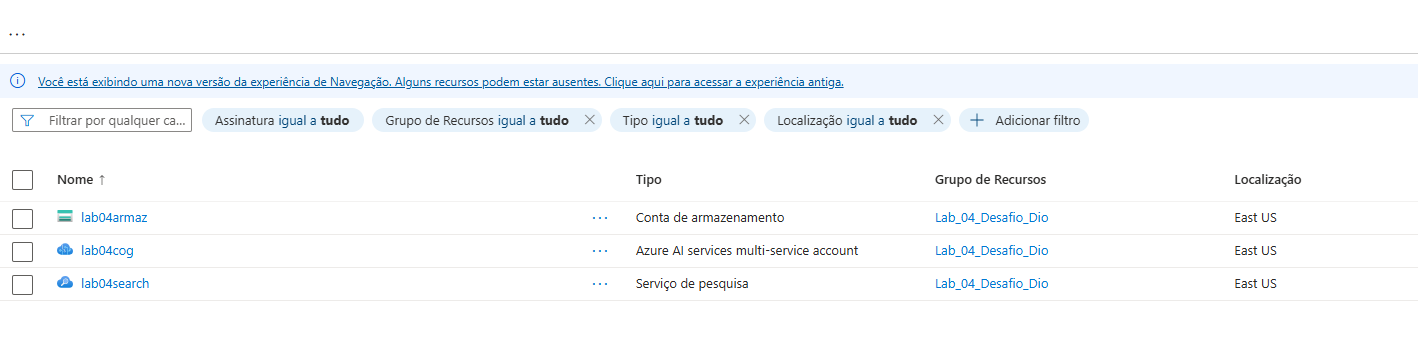 ...
Você está exibindo uma nova versão da experiência de Navegação. Alguns recursos podem estar ausentes. Clique aqui para acessar a experiência antiga.
Filtrar por qualquer ca... Assinatura igual a tudo Grupo de Recursos igual a tudo Tipo igual a tudo Localização igual a tudo Adicionar filtro
Nome ↑ Tipo Grupo de Recursos Localização
lab04armaz ... Conta de armazenamento Lab_04_Desafio_Dio East US
lab04cog ... Azure AI services multi-service account Lab_04_Desafio_Dio East US
lab04search ... Serviço de pesquisa Lab_04_Desafio_Dio East US